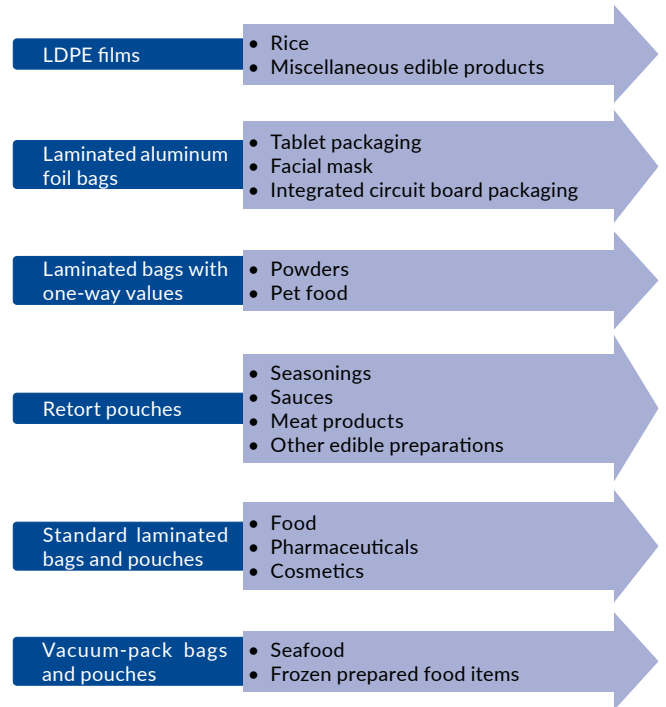 LDPE films
• Rice
• Miscellaneous edible products
Laminated aluminum
foil bags
• Tablet packaging
• Facial mask
• Integrated circuit board packaging
Laminated bags with
one-way values
• Powders
• Pet food
Retort pouches
• Seasonings
• Sauces
• Meat products
• Other edible preparations
Standard laminated
bags and pouches
• Food
• Pharmaceuticals
• Cosmetics
Vacuum-pack bags
and pouches
• Seafood
• Frozen prepared food items